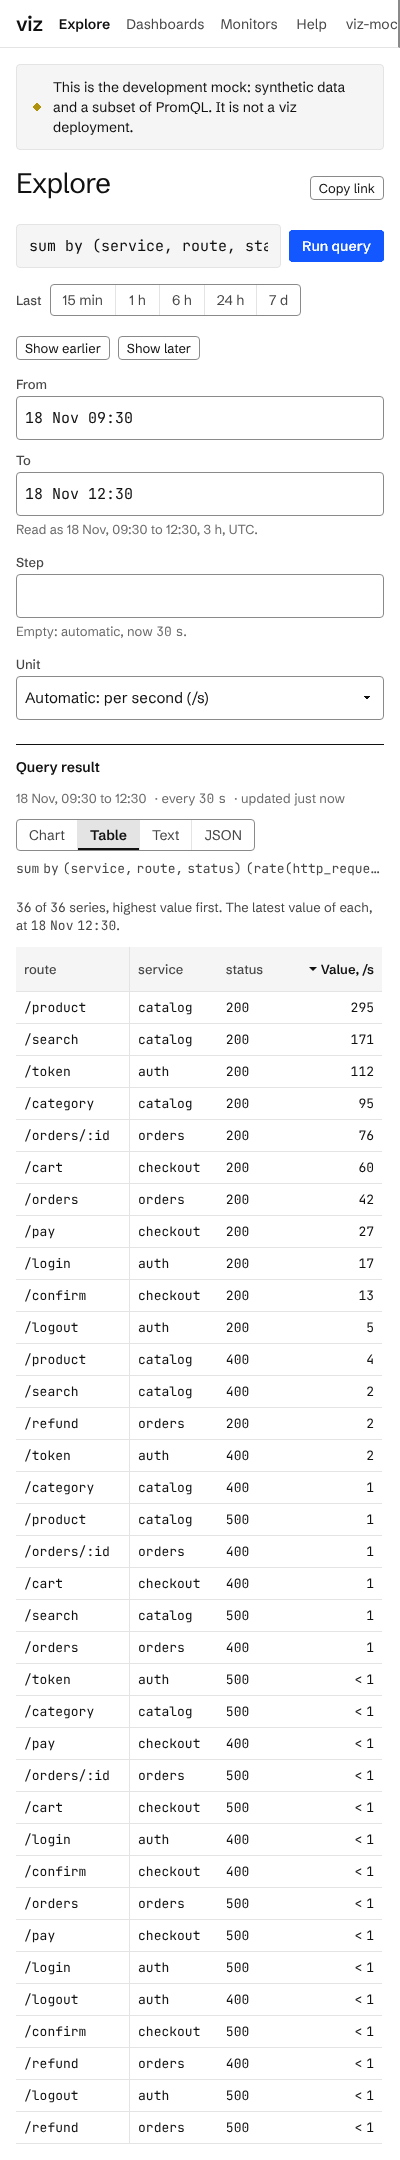 viz Explore Dashboards Monitors Help viz-moc
This is the development mock: synthetic data
and a subset of PromQL. It is not a viz
deployment.
Explore
Copy link
sum by (service, route, sta
Run query
Last 15 min 1 h 6 h 24 h 7 d
Show earlier Show later
From
18 Nov 09:30
To
18 Nov 12:30
Read as 18 Nov, 09:30 to 12:30, 3 h, UTC.
Step
Empty: automatic, now 30 s.
Unit
Automatic: per second (/s)
Query result
18 Nov, 09:30 to 12:30 · every 30 s · updated just now
Chart Table Text JSON
sum by (service, route, status) (rate(http_reque…
36 of 36 series, highest value first. The latest value of each,
at 18 Nov 12:30.
route service status Value, /s
/product catalog 200 295
/search catalog 200 171
/token auth 200 112
/category catalog 200 95
/orders/:id orders 200 76
/cart checkout 200 60
/orders orders 200 42
/pay checkout 200 27
/login auth 200 17
/confirm checkout 200 13
/logout auth 200 5
/product catalog 400 4
/search catalog 400 2
/refund orders 200 2
/token auth 400 2
/category catalog 400 1
/product catalog 500 1
/orders/:id orders 400 1
/cart checkout 400 1
/search catalog 500 1
/orders orders 400 1
/token auth 500 < 1
/category catalog 500 < 1
/pay checkout 400 < 1
/orders/:id orders 500 < 1
/cart checkout 500 < 1
/login auth 400 < 1
/confirm checkout 400 < 1
/orders orders 500 < 1
/pay checkout 500 < 1
/login auth 500 < 1
/logout auth 400 < 1
/confirm checkout 500 < 1
/refund orders 400 < 1
/logout auth 500 < 1
/refund orders 500 < 1